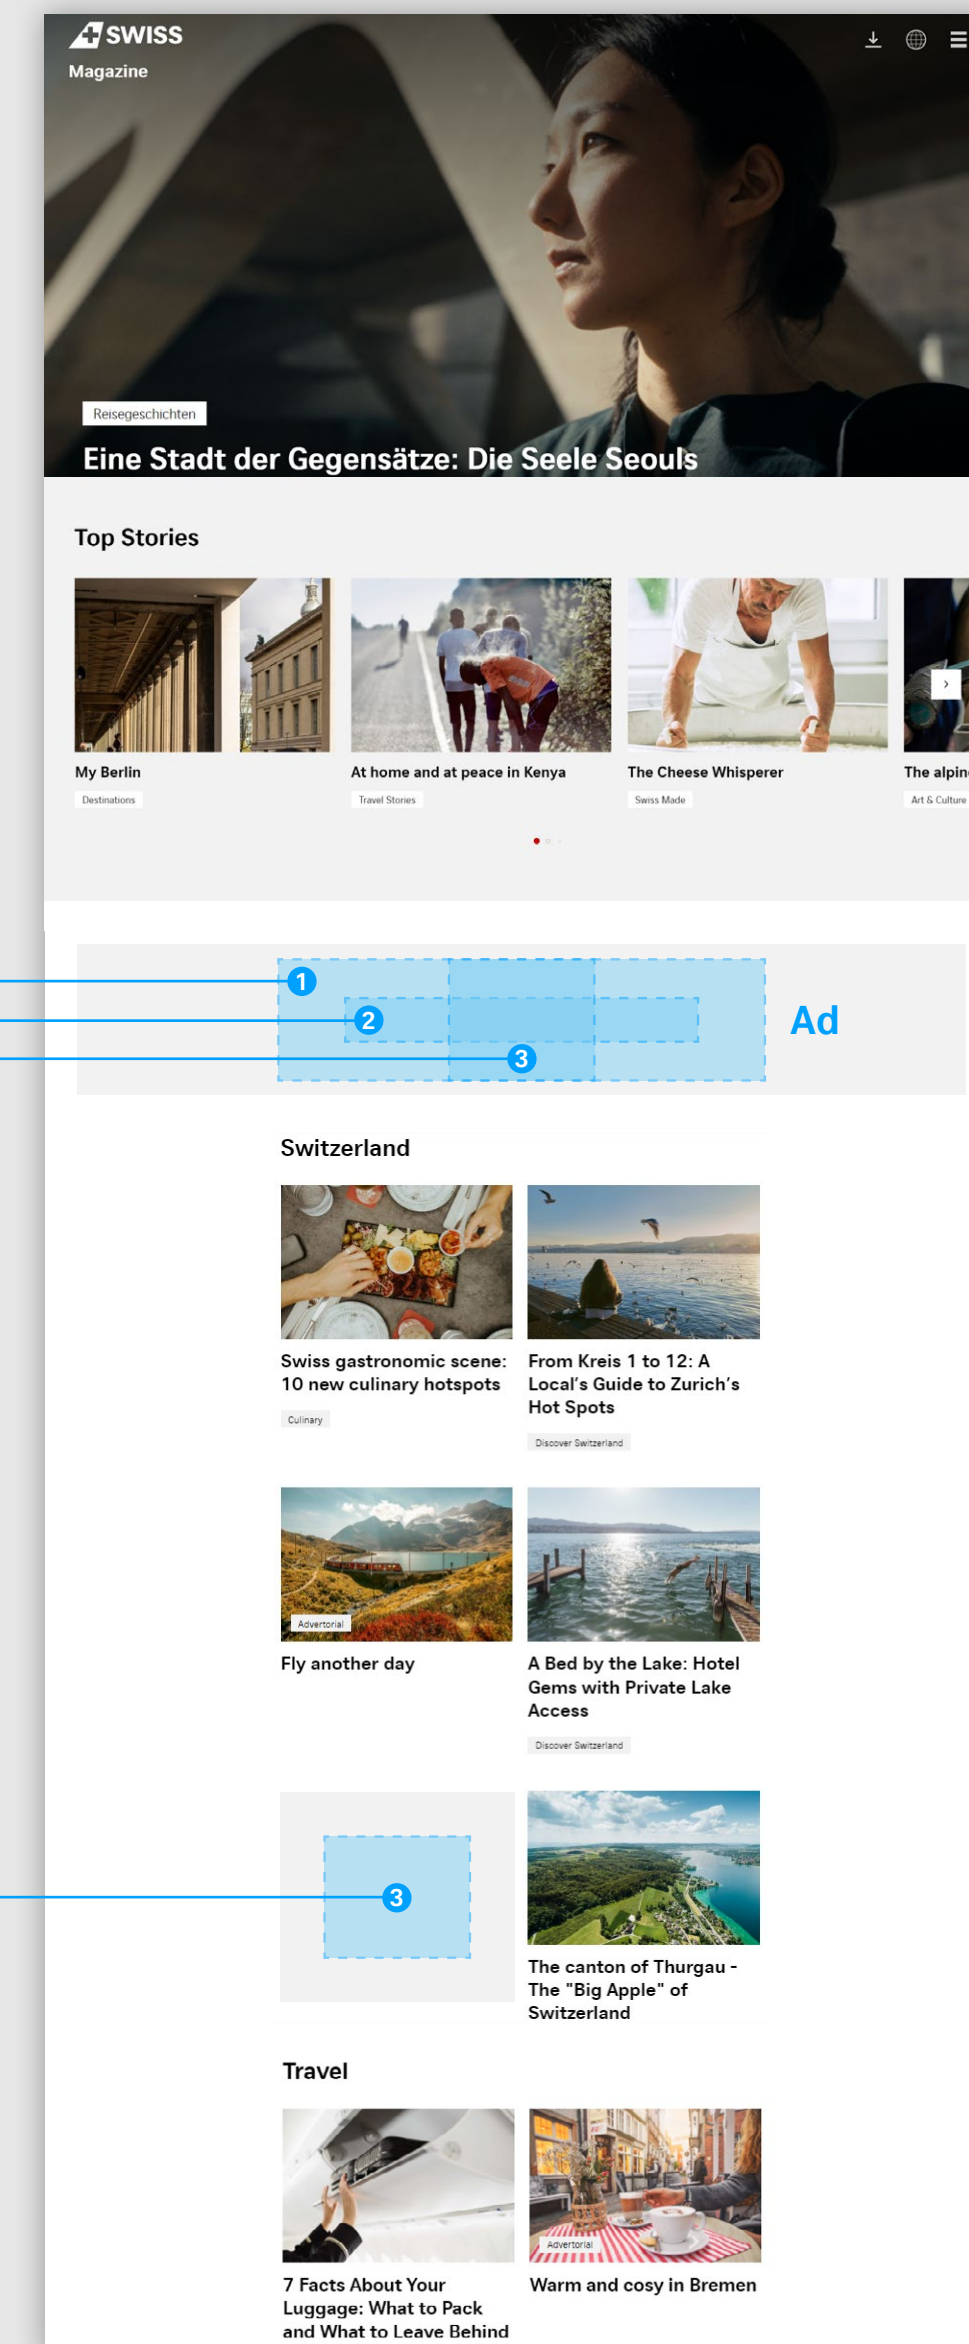 SWISS
Magazine
Reisegeschichten
Eine Stadt der Gegensätze: Die Seele Seouls
Top Stories
My Berlin
Destinations
At home and at peace in Kenya
Travel Stories
The Cheese Whisperer
Swiss Made
The alpin
Art & Culture
1
2
3
Ad
Switzerland
Swiss gastronomic scene:
10 new culinary hotspots
Culinary
From Kreis 1 to 12: A
Local's Guide to Zurich's
Hot Spots
Discover Switzerland
Advertorial
Fly another day
A Bed by the Lake: Hotel
Gems with Private Lake
Access
Discover Switzerland
3
The canton of Thurgau -
The "Big Apple" of
Switzerland
Travel
7 Facts About Your
Luggage: What to Pack
and What to Leave Behind
Advertorial
Warm and cosy in Bremen